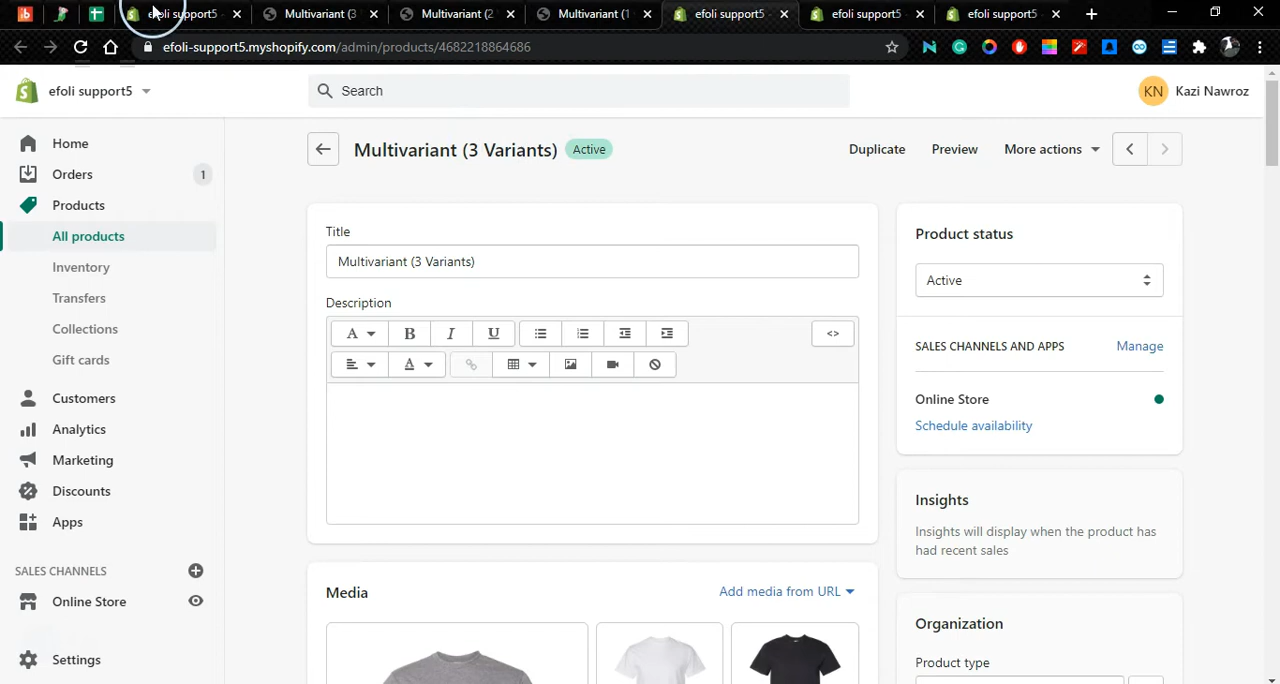 efoli support5
Multivariant (3
Multivariant (2
Multivariant (1
efoli support5
efoli support5
efoli support5
efoli-support5.myshopify.com/admin/products/4682218864686
efoli support5
Search
KN
Kazi Nawroz
Home
Orders
1
Products
All products
Inventory
Transfers
Collections
Gift cards
Customers
Analytics
Marketing
Discounts
Apps
SALES CHANNELS
Online Store
Settings
Multivariant (3 Variants)
Active
Duplicate
Preview
More actions
Title
Multivariant (3 Variants)
Description
A
B
I
U
<>
A
Media
Add media from URL
Product status
Active
SALES CHANNELS AND APPS
Manage
Online Store
Schedule availability
Insights
Insights will display when the product has
had recent sales
Organization
Product type